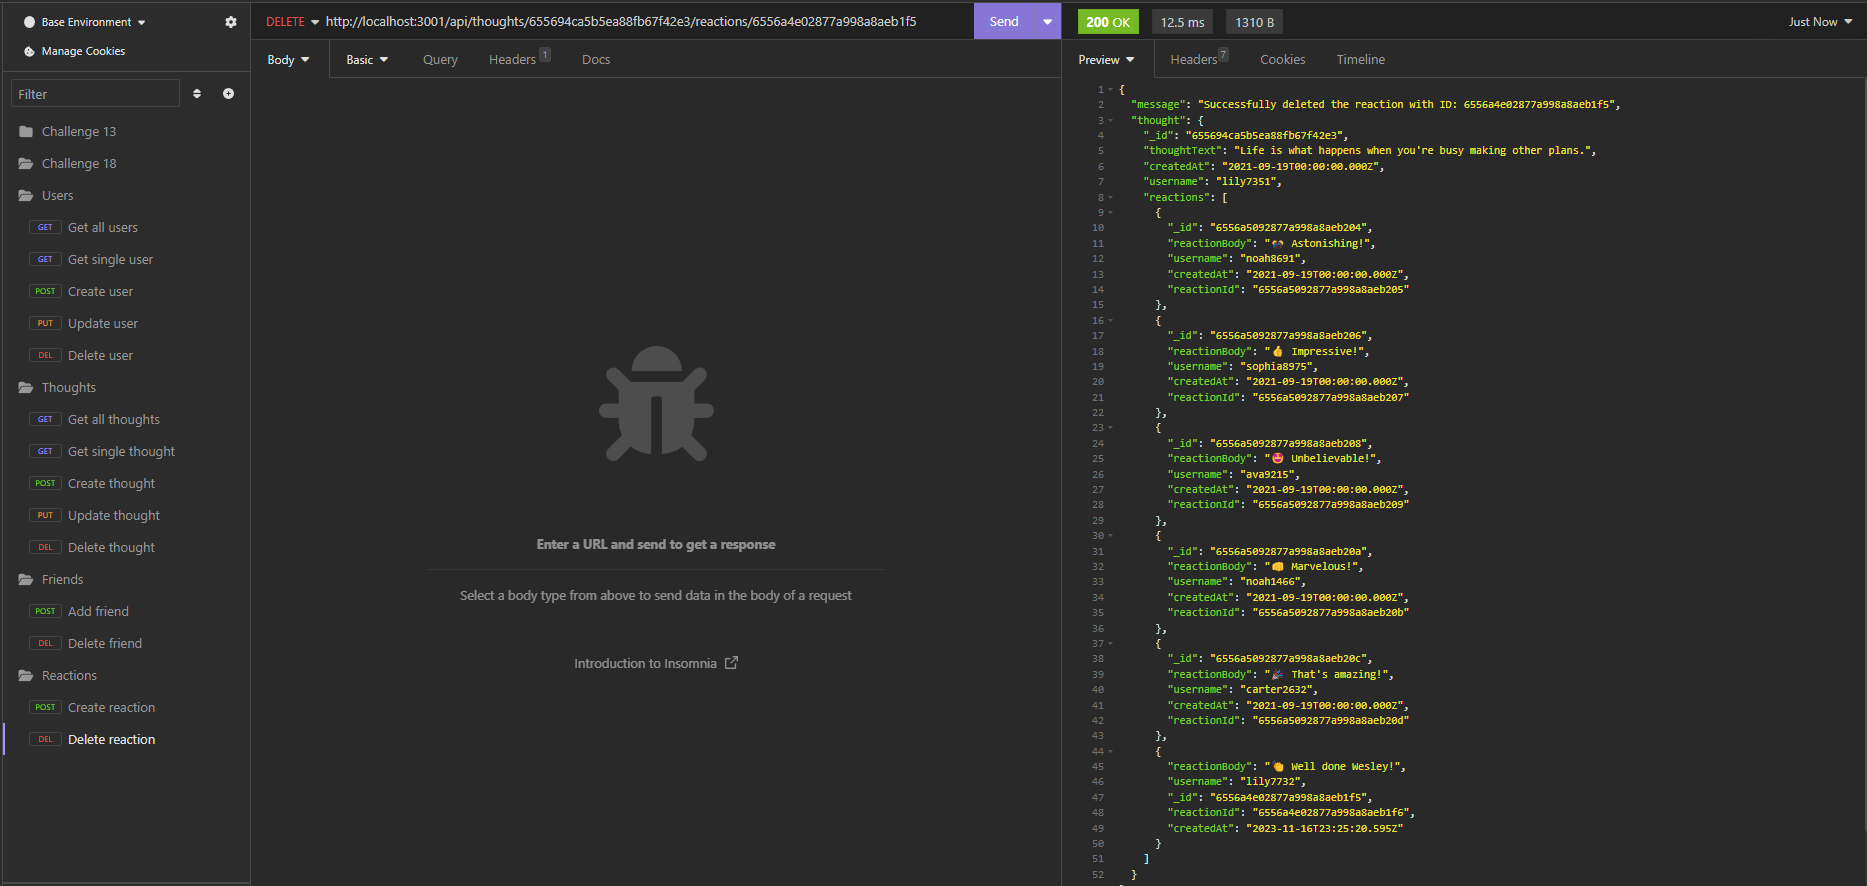 Base Environment
Manage Cookies
Filter
Challenge 13
Challenge 18
Users
GET Get all users
GET Get single user
POST Create user
PUT Update user
DEL Delete user
Thoughts
GET Get all thoughts
GET Get single thought
POST Create thought
PUT Update thought
DEL Delete thought
Friends
POST Add friend
DEL Delete friend
Reactions
POST Create reaction
DEL Delete reaction
DELETE http://localhost:3001/api/thoughts/655694ca5b5ea88fb67f42e3/reactions/6556a4e02877a998a8aeb1f5 Send
Body Basic Query Headers 1 Docs
Enter a URL and send to get a response
Select a body type from above to send data in the body of a request
Introduction to Insomnia
200 OK 12.5 ms 1310 B Just Now
Preview Headers 7 Cookies Timeline
1 {
2 "message": "Successfully deleted the reaction with ID: 6556a4e02877a998a8aeb1f5",
3 "thought": {
4 "_id": "655694ca5b5ea88fb67f42e3",
5 "thoughtText": "Life is what happens when you're busy making other plans.",
6 "createdAt": "2021-09-19T00:00:00.000Z",
7 "username": "lily7351",
8 "reactions": [
9 {
10 "_id": "6556a5092877a998a8aeb204",
11 "reactionBody": "🙌 Astonishing!",
12 "username": "noah8691",
13 "createdAt": "2021-09-19T00:00:00.000Z",
14 "reactionId": "6556a5092877a998a8aeb205"
15 },
16 {
17 "_id": "6556a5092877a998a8aeb206",
18 "reactionBody": "👍 Impressive!",
19 "username": "sophia8975",
20 "createdAt": "2021-09-19T00:00:00.000Z",
21 "reactionId": "6556a5092877a998a8aeb207"
22 },
23 {
24 "_id": "6556a5092877a998a8aeb208",
25 "reactionBody": "🤩 Unbelievable!",
26 "username": "ava9215",
27 "createdAt": "2021-09-19T00:00:00.000Z",
28 "reactionId": "6556a5092877a998a8aeb209"
29 },
30 {
31 "_id": "6556a5092877a998a8aeb20a",
32 "reactionBody": "👊 Marvelous!",
33 "username": "noah1466",
34 "createdAt": "2021-09-19T00:00:00.000Z",
35 "reactionId": "6556a5092877a998a8aeb20b"
36 },
37 {
38 "_id": "6556a5092877a998a8aeb20c",
39 "reactionBody": "🎉 That's amazing!",
40 "username": "carter2632",
41 "createdAt": "2021-09-19T00:00:00.000Z",
42 "reactionId": "6556a5092877a998a8aeb20d"
43 },
44 {
45 "reactionBody": "👏 Well done Wesley!",
46 "username": "lily7732",
47 "_id": "6556a4e02877a998a8aeb1f5",
48 "reactionId": "6556a4e02877a998a8aeb1f6",
49 "createdAt": "2023-11-16T23:25:20.595Z"
50 }
51 ]
52 }